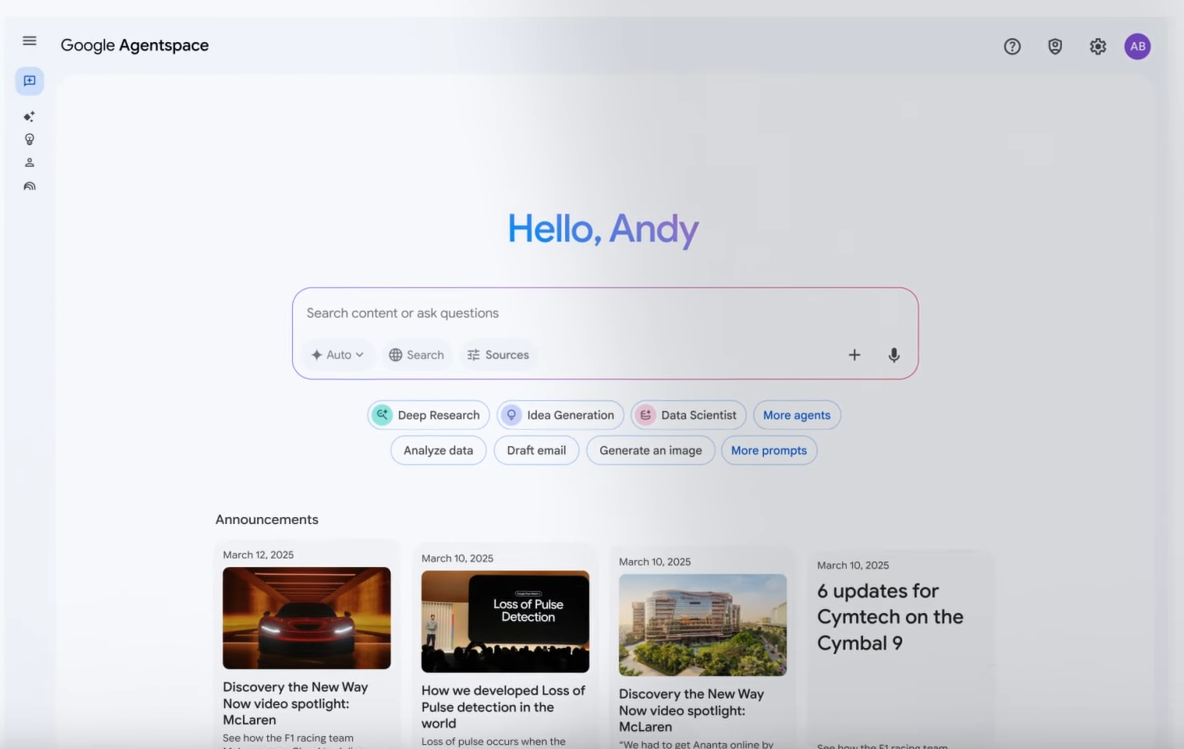 Google Agentspace
AB
Hello, Andy
Search content or ask questions
Auto
Search
Sources
Deep Research
Idea Generation
Data Scientist
More agents
Analyze data
Draft email
Generate an image
More prompts
Announcements
March 12, 2025
Discovery the New Way
Now video spotlight:
McLaren
See how the F1 racing team
March 10, 2025
Loss of Pulse
Detection
How we developed Loss of
Pulse detection in the
world
Loss of pulse occurs when the
March 10, 2025
Discovery the New Way
Now video spotlight:
McLaren
"We had to get Ananta online by
March 10, 2025
6 updates for
Cymtech on the
Cymbal 9
See how the F1 racing team